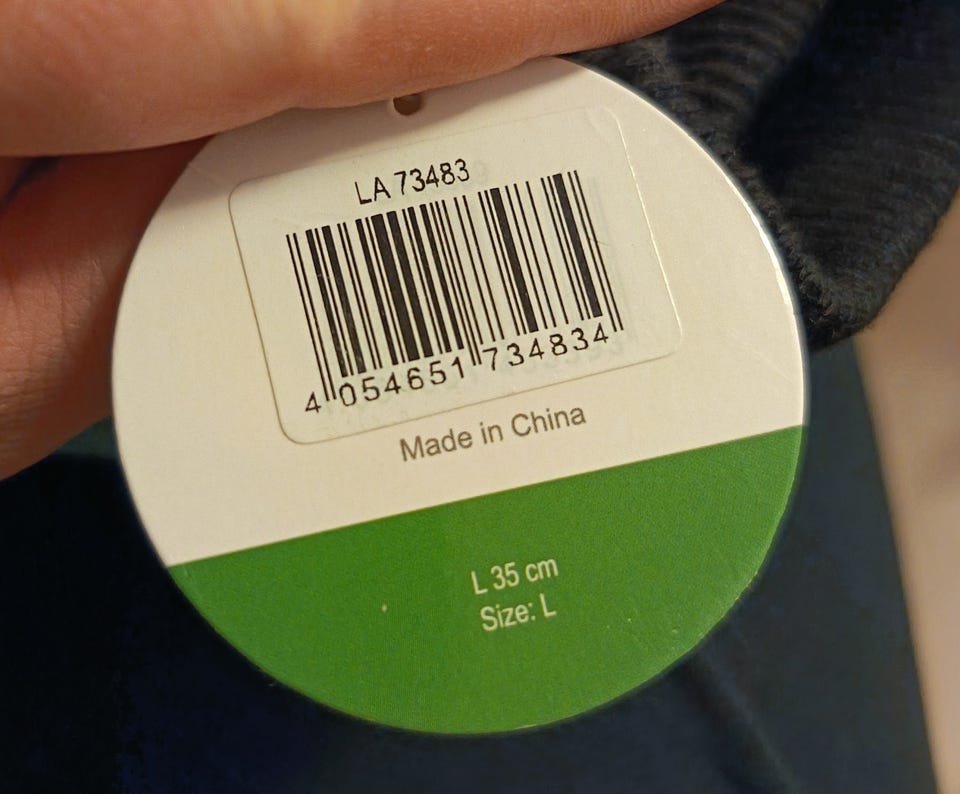 LA 73483
4 054651 734834
Made in China
L 35 cm
Size: L